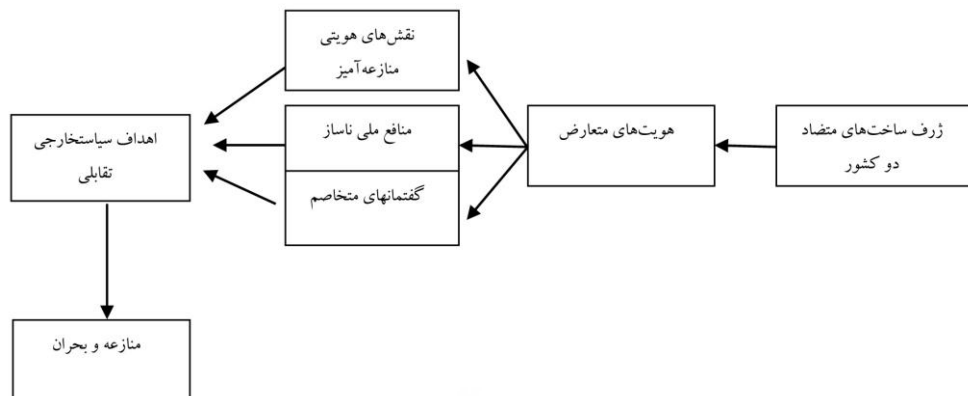 نقش‌های هویتی
منازعه‌آمیز
ژرف ساخت‌های متضاد
دو کشور
هویت‌های متعارض
منافع ملی ناساز
گفتمانهای متخاصم
اهداف سیاستخارجی
تقابلی
منازعه و بحران